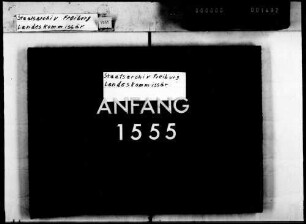 Staatsarchiv Freiburg
Landeskommissär
Staatsarchiv Freiburg
Landeskommissär
ANFANG
1555